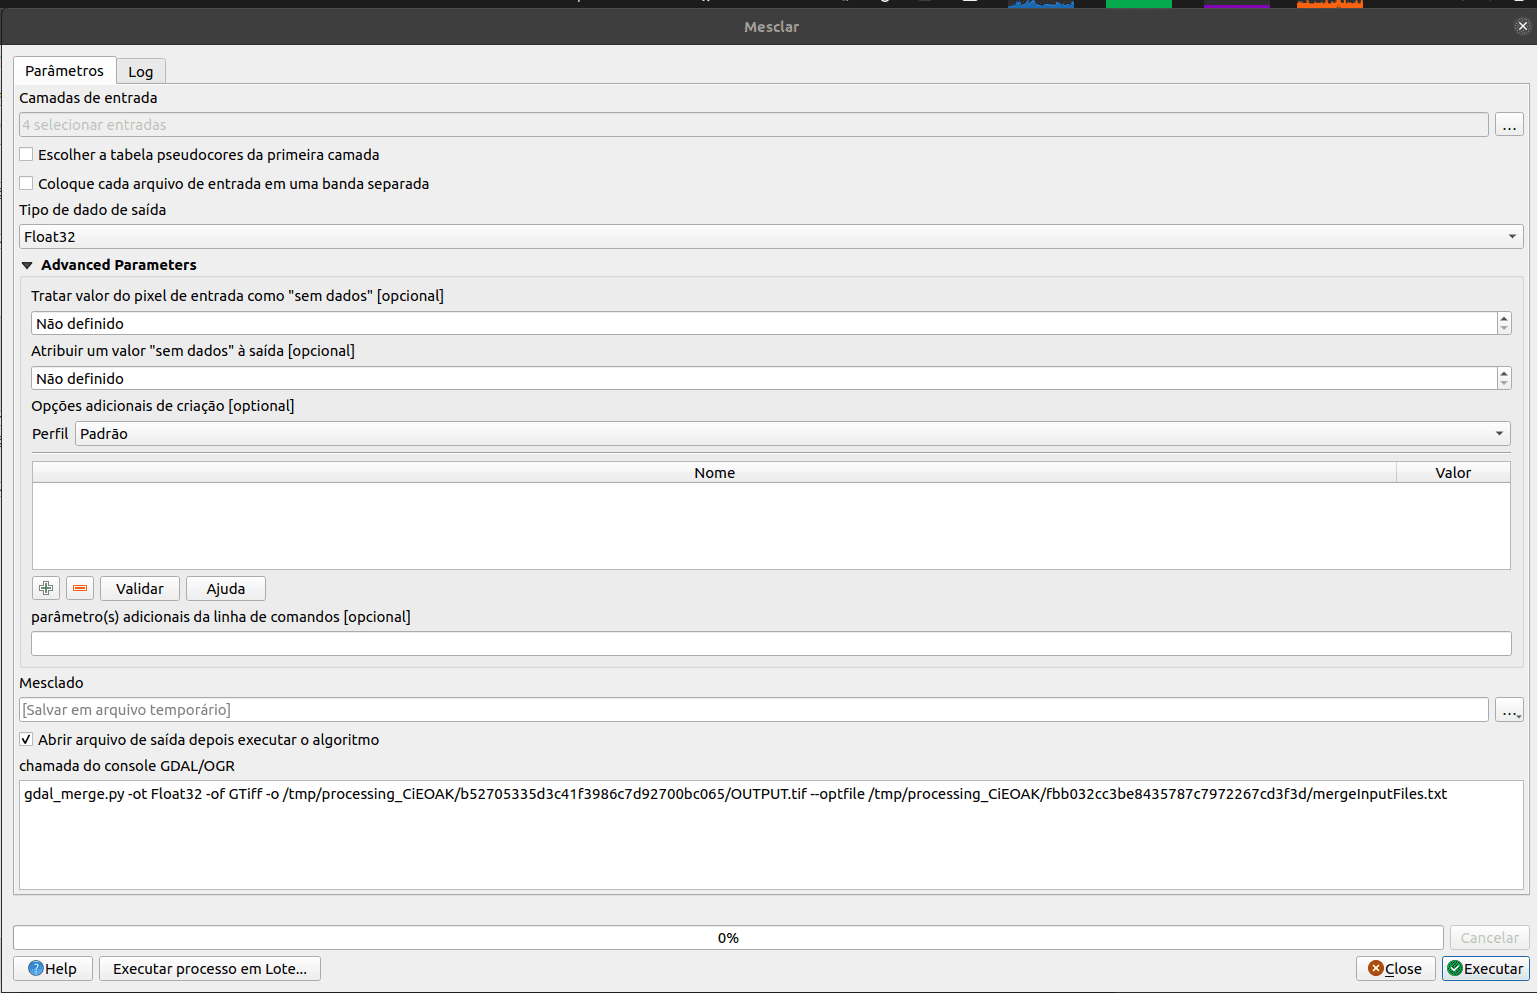 Mesclar
Parâmetros
Log
Camadas de entrada
4 selecionar entradas
...
Escolher a tabela pseudocores da primeira camada
Coloque cada arquivo de entrada em uma banda separada
Tipo de dado de saída
Float32
Advanced Parameters
Tratar valor do pixel de entrada como "sem dados" [opcional]
Não definido
Atribuir um valor "sem dados" à saída [opcional]
Não definido
Opções adicionais de criação [optional]
Perfil Padrão
Nome Valor
Validar Ajuda
parâmetro(s) adicionais da linha de comandos [opcional]
Mesclado
[Salvar em arquivo temporário]
...
Abrir arquivo de saída depois executar o algoritmo
chamada do console GDAL/OGR
gdal_merge.py -ot Float32 -of GTiff -o /tmp/processing_CiEOAK/b52705335d3c41f3986c7d92700bc065/OUTPUT.tif --optfile /tmp/processing_CiEOAK/fbb032cc3be8435787c7972267cd3f3d/mergeInputFiles.txt
0%
Cancelar
Help Executar processo em Lote... Close Executar